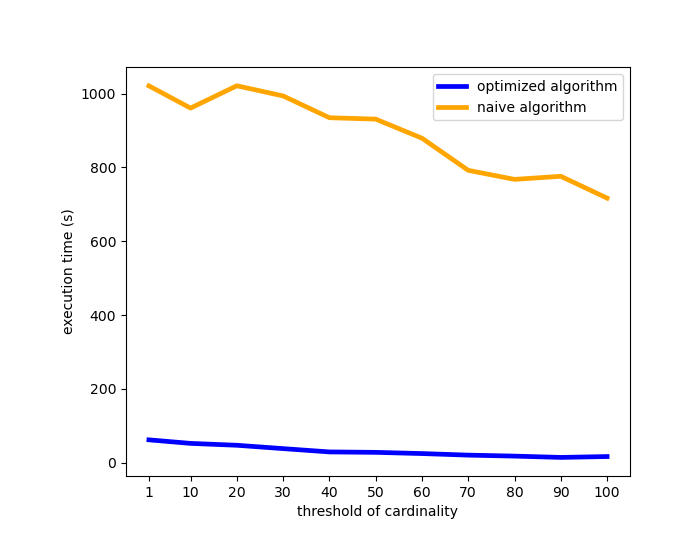 optimized algorithm
naive algorithm
1000
800
600
400
200
0
execution time (s)
1 10 20 30 40 50 60 70 80 90 100
threshold of cardinality